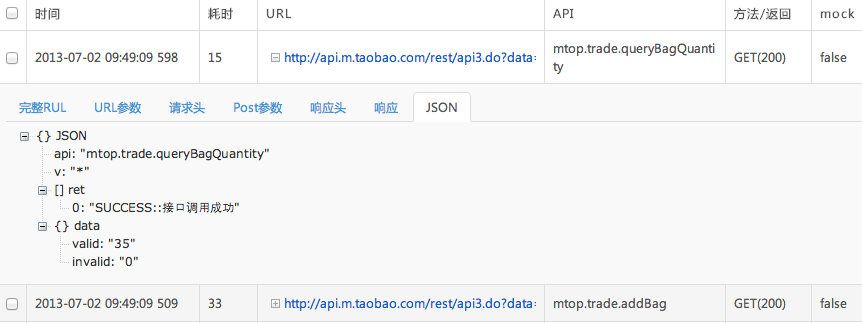 时间 耗时 URL API 方法/返回 mock
2013-07-02 09:49:09 598 15 http://api.m.taobao.com/rest/api3.do?data= mtop.trade.queryBagQuanti GET(200) false
ty
完整RUL URL参数 请求头 Post参数 响应头 响应 JSON
{} JSON
api: "mtop.trade.queryBagQuantity"
v: "*"
[] ret
0: "SUCCESS::接口调用成功"
{} data
valid: "35"
invalid: "0"
2013-07-02 09:49:09 509 33 http://api.m.taobao.com/rest/api3.do?data= mtop.trade.addBag GET(200) false